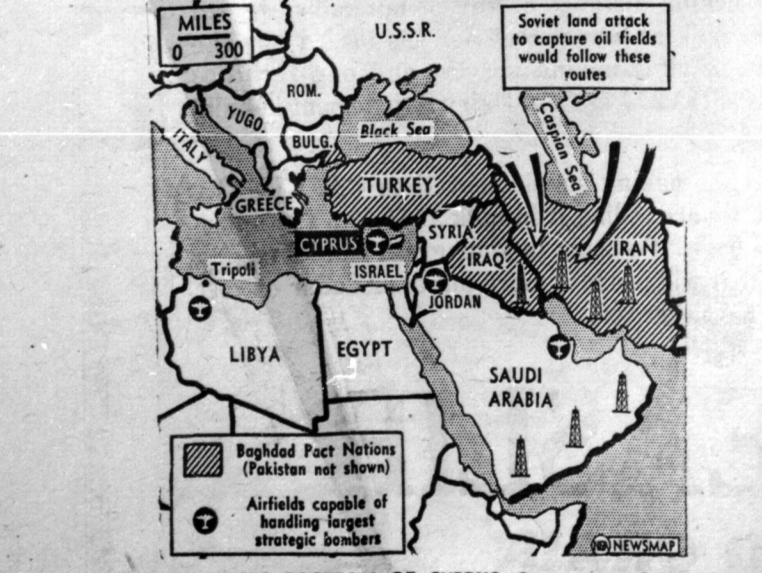 MILES
0 300
U.S.S.R.
Soviet land attack
to capture oil fields
would follow these
routes
ROM.
YUGO.
BULG.
Black Sea
Caspian Sea
ITALY
TURKEY
GREECE
CYPRUS
SYRIA
IRAQ
IRAN
Tripoli
ISRAEL
JORDAN
LIBYA
EGYPT
SAUDI
ARABIA
Baghdad Pact Nations
(Pakistan not shown)
Airfields capable of
handling largest
strategic bombers
NEWSMAP